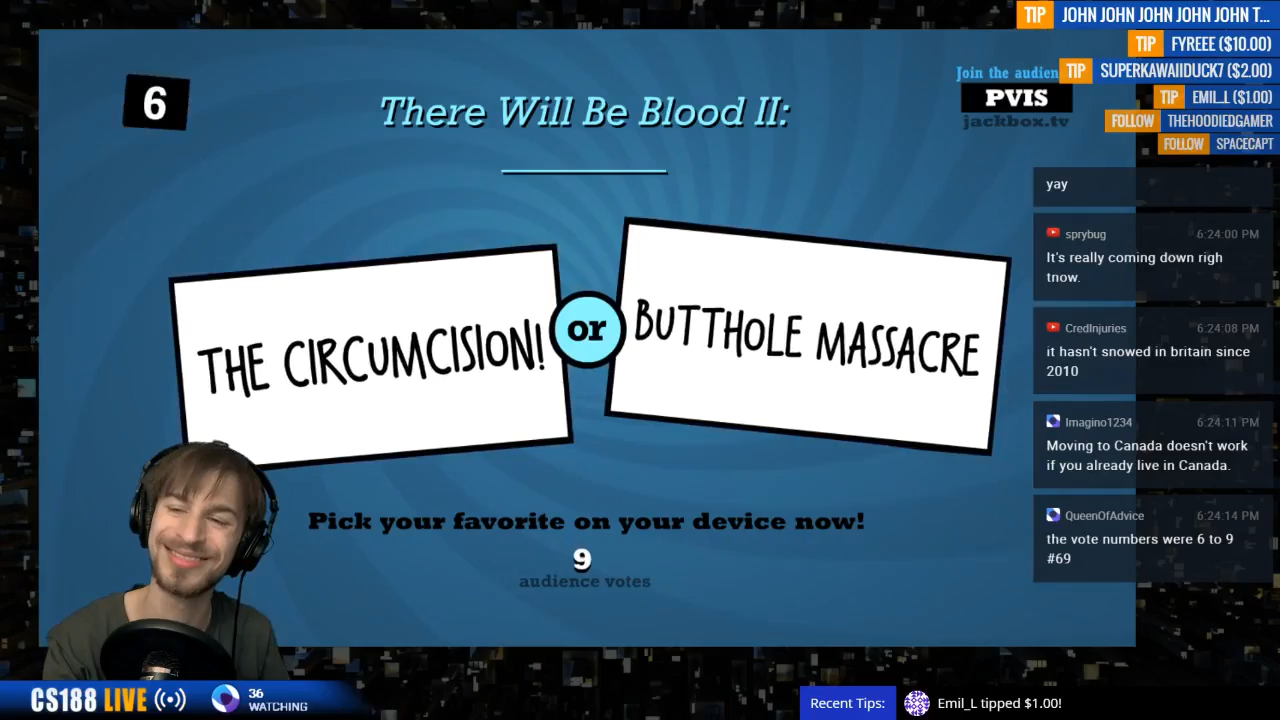 TIP JOHN JOHN JOHN JOHN JOHN T...
TIP FYREEE ($10.00)
TIP SUPERKAWAIIDUCK7 ($2.00)
TIP EMIL_L ($1.00)
FOLLOW THEHOODIEDGAMER
FOLLOW SPACECAPT
6
There Will Be Blood II:
Join the audien
PVIS
jackbox.tv
THE CIRCUMCISION!
or
BUTTHOLE MASSACRE
Pick your favorite on your device now!
9
audience votes
yay
sprybug 6:24:00 PM
It's really coming down righ
tnow.
CredInjuries 6:24:08 PM
it hasn't snowed in britain since
2010
Imagino1234 6:24:11 PM
Moving to Canada doesn't work
if you already live in Canada.
QueenOfAdvice 6:24:14 PM
the vote numbers were 6 to 9
#69
CS188 LIVE
36
WATCHING
Recent Tips: Emil_L tipped $1.00!